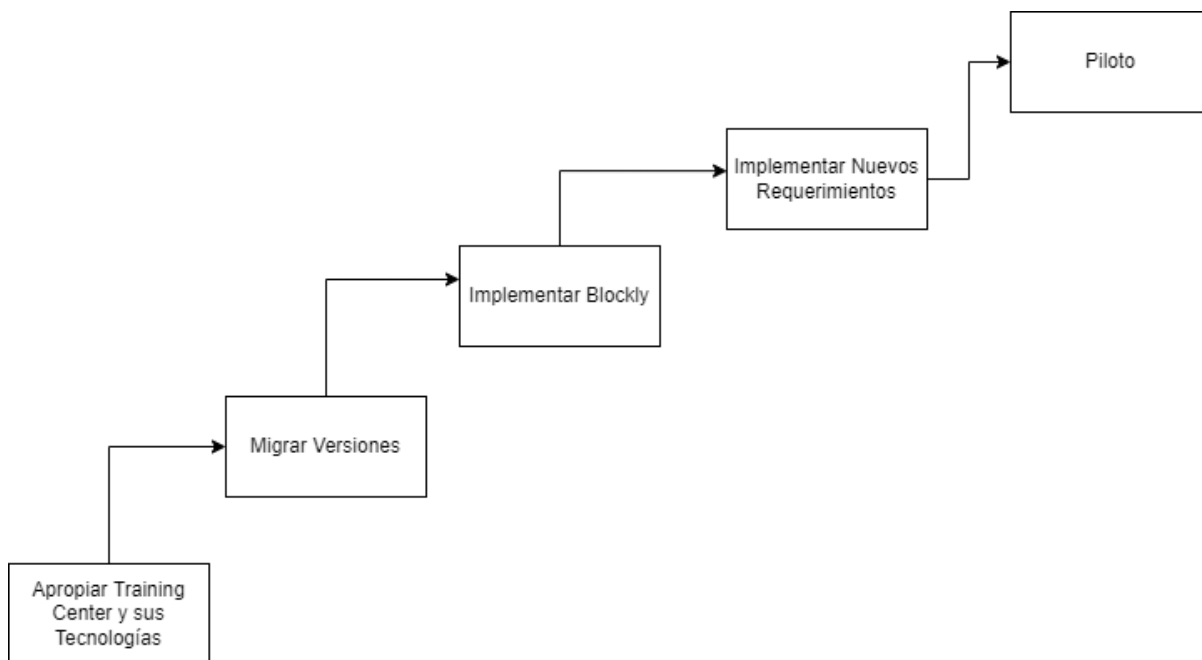 Piloto
Implementar Nuevos
Requerimientos
Implementar Blockly
Migrar Versiones
Apropiar Training
Center y sus
Tecnologías